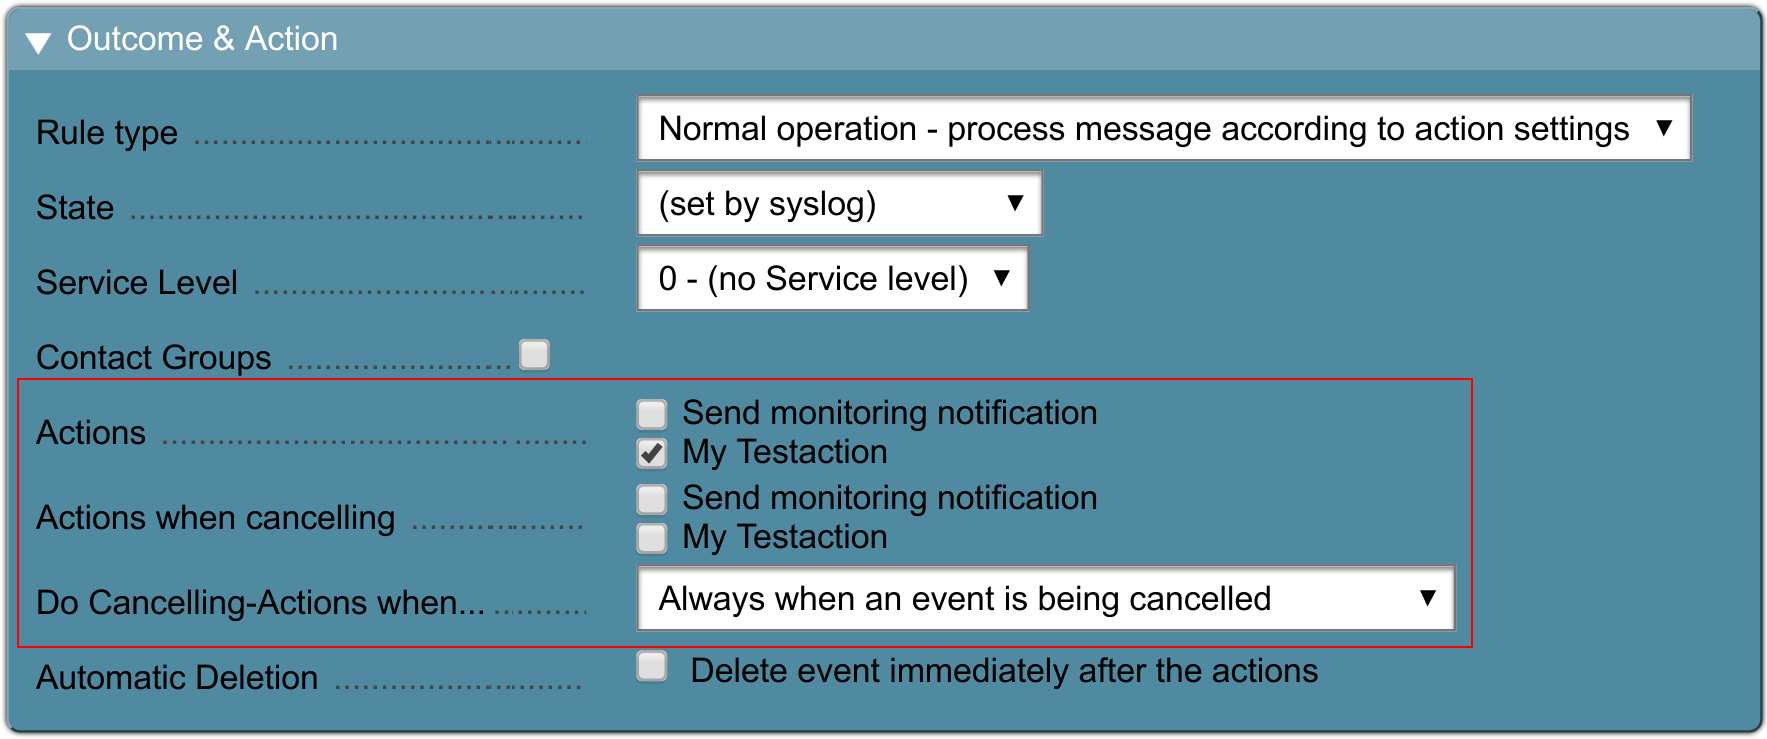 Outcome & Action
Rule type Normal operation - process message according to action settings
State (set by syslog)
Service Level 0 - (no Service level)
Contact Groups
Actions Send monitoring notification
My Testaction
Actions when cancelling Send monitoring notification
My Testaction
Do Cancelling-Actions when... Always when an event is being cancelled
Automatic Deletion Delete event immediately after the actions